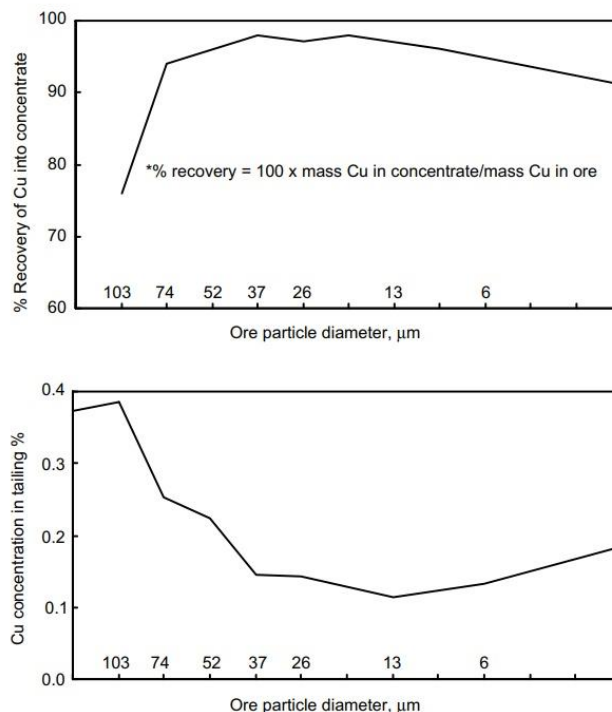 % Recovery of Cu into concentrate
100
90
80
70
60
*% recovery = 100 x mass Cu in concentrate/mass Cu in ore
103 74 52 37 26 13 6
Ore particle diameter, μm
Cu concentration in tailing %
0.4
0.3
0.2
0.1
0.0
103 74 52 37 26 13 6
Ore particle diameter, μm